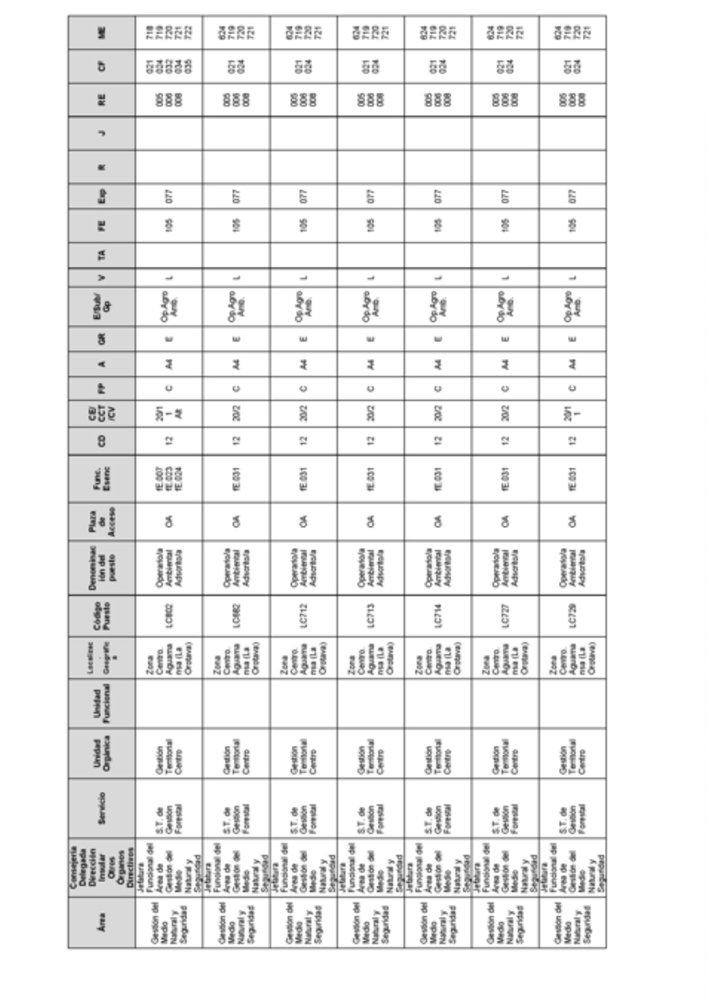 Área
Consejería
Delegada
Dirección
Insular
Otros
Órganos
Directivos
Servicio
Unidad
Orgánica
Unidad
Funcional
Localizac
.
Geográfic
a
Código
Puesto
Denominac
ión del
puesto
Plaza
de
Acceso
Func.
Esenc
CD
CE/
CCT
/CV
FP
A
GR
E/Sub/
Gp
V
TA
FE
Exp
R
J
RE
CF
ME
Gestión del
Medio
Natural y
Seguridad
Jefatura
Funcional del
Área de
Gestión del
Medio
Natural y
Seguridad
S.T. de
Gestión
Forestal
Gestión
Territorial
Centro
Zona
Centro.
Aguama
nsa (La
Orotava)
LC602
Operario/a
Ambiental
Adscrito/a
OA
fE.007
fE.023
fE.024
12
20/1
1
Alt
C
A4
E
Op.Agro
Amb.
L
105
077
005
006
008
021
024
032
034
035
718
719
720
721
722
Gestión del
Medio
Natural y
Seguridad
Jefatura
Funcional del
Área de
Gestión del
Medio
Natural y
Seguridad
S.T. de
Gestión
Forestal
Gestión
Territorial
Centro
Zona
Centro.
Aguama
nsa (La
Orotava)
LC682
Operario/a
Ambiental
Adscrito/a
OA
fE.031
12
20/2
C
A4
E
Op.Agro
Amb.
L
105
077
005
006
008
021
024
624
719
720
721
Gestión del
Medio
Natural y
Seguridad
Jefatura
Funcional del
Área de
Gestión del
Medio
Natural y
Seguridad
S.T. de
Gestión
Forestal
Gestión
Territorial
Centro
Zona
Centro.
Aguama
nsa (La
Orotava)
LC712
Operario/a
Ambiental
Adscrito/a
OA
fE.031
12
20/2
C
A4
E
Op.Agro
Amb.
L
105
077
005
006
008
021
024
624
719
720
721
Gestión del
Medio
Natural y
Seguridad
Jefatura
Funcional del
Área de
Gestión del
Medio
Natural y
Seguridad
S.T. de
Gestión
Forestal
Gestión
Territorial
Centro
Zona
Centro.
Aguama
nsa (La
Orotava)
LC713
Operario/a
Ambiental
Adscrito/a
OA
fE.031
12
20/2
C
A4
E
Op.Agro
Amb.
L
105
077
005
006
008
021
024
624
719
720
721
Gestión del
Medio
Natural y
Seguridad
Jefatura
Funcional del
Área de
Gestión del
Medio
Natural y
Seguridad
S.T. de
Gestión
Forestal
Gestión
Territorial
Centro
Zona
Centro.
Aguama
nsa (La
Orotava)
LC714
Operario/a
Ambiental
Adscrito/a
OA
fE.031
12
20/2
C
A4
E
Op.Agro
Amb.
L
105
077
005
006
008
021
024
624
719
720
721
Gestión del
Medio
Natural y
Seguridad
Jefatura
Funcional del
Área de
Gestión del
Medio
Natural y
Seguridad
S.T. de
Gestión
Forestal
Gestión
Territorial
Centro
Zona
Centro.
Aguama
nsa (La
Orotava)
LC727
Operario/a
Ambiental
Adscrito/a
OA
fE.031
12
20/2
C
A4
E
Op.Agro
Amb.
L
105
077
005
006
008
021
024
624
719
720
721
Gestión del
Medio
Natural y
Seguridad
Jefatura
Funcional del
Área de
Gestión del
Medio
Natural y
Seguridad
S.T. de
Gestión
Forestal
Gestión
Territorial
Centro
Zona
Centro.
Aguama
nsa (La
Orotava)
LC729
Operario/a
Ambiental
Adscrito/a
OA
fE.031
12
20/1
1
C
A4
E
Op.Agro
Amb.
L
105
077
005
006
008
021
024
624
719
720
721